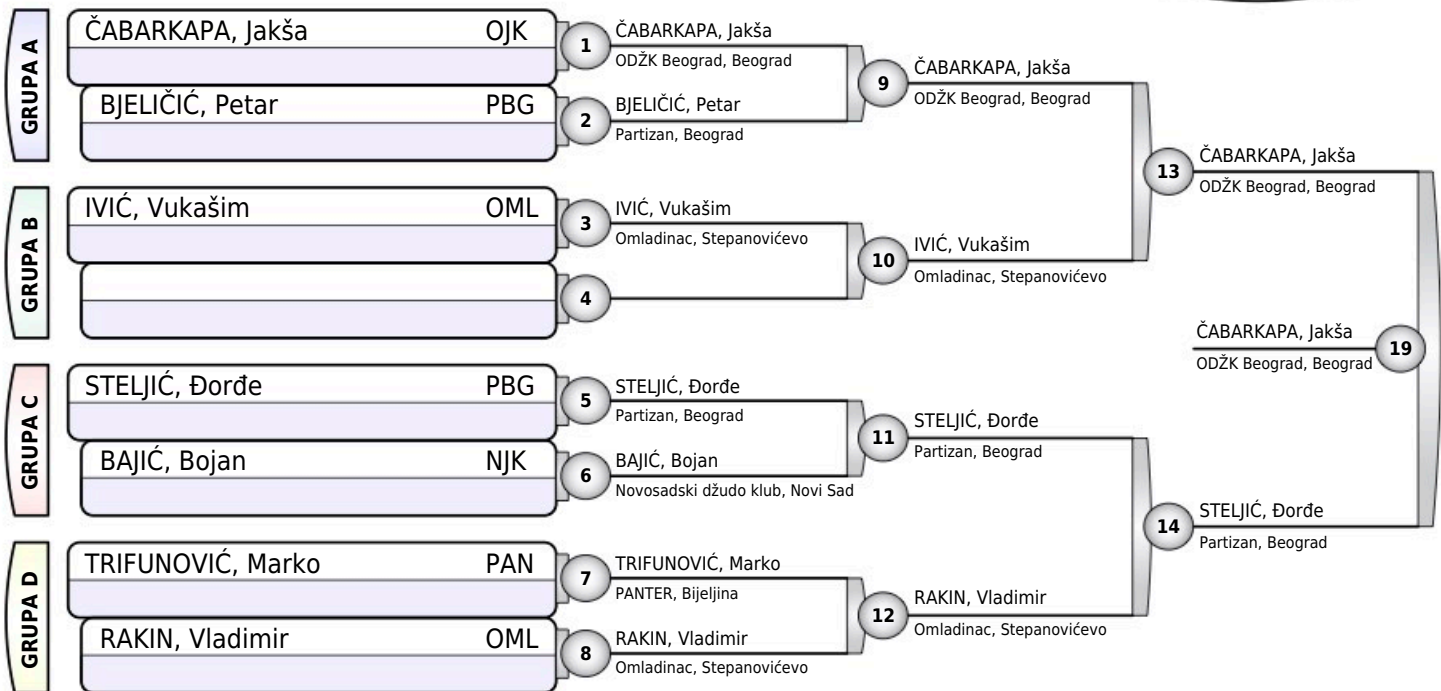 GRUPA A
ČABARKAPA, Jakša OJK
BJELIČIĆ, Petar PBG
1
ČABARKAPA, Jakša
ODŽK Beograd, Beograd
2
BJELIČIĆ, Petar
Partizan, Beograd
9
ČABARKAPA, Jakša
ODŽK Beograd, Beograd
GRUPA B
IVIĆ, Vukašim OML
3
IVIĆ, Vukašim
Omladinac, Stepanovićevo
4
10
IVIĆ, Vukašim
Omladinac, Stepanovićevo
13
ČABARKAPA, Jakša
ODŽK Beograd, Beograd
GRUPA C
STELJIĆ, Đorđe PBG
BAJIĆ, Bojan NJK
5
STELJIĆ, Đorđe
Partizan, Beograd
6
BAJIĆ, Bojan
Novosadski džudo klub, Novi Sad
11
STELJIĆ, Đorđe
Partizan, Beograd
GRUPA D
TRIFUNOVIĆ, Marko PAN
RAKIN, Vladimir OML
7
TRIFUNOVIĆ, Marko
PANTER, Bijeljina
8
RAKIN, Vladimir
Omladinac, Stepanovićevo
12
RAKIN, Vladimir
Omladinac, Stepanovićevo
14
STELJIĆ, Đorđe
Partizan, Beograd
ČABARKAPA, Jakša
ODŽK Beograd, Beograd
19